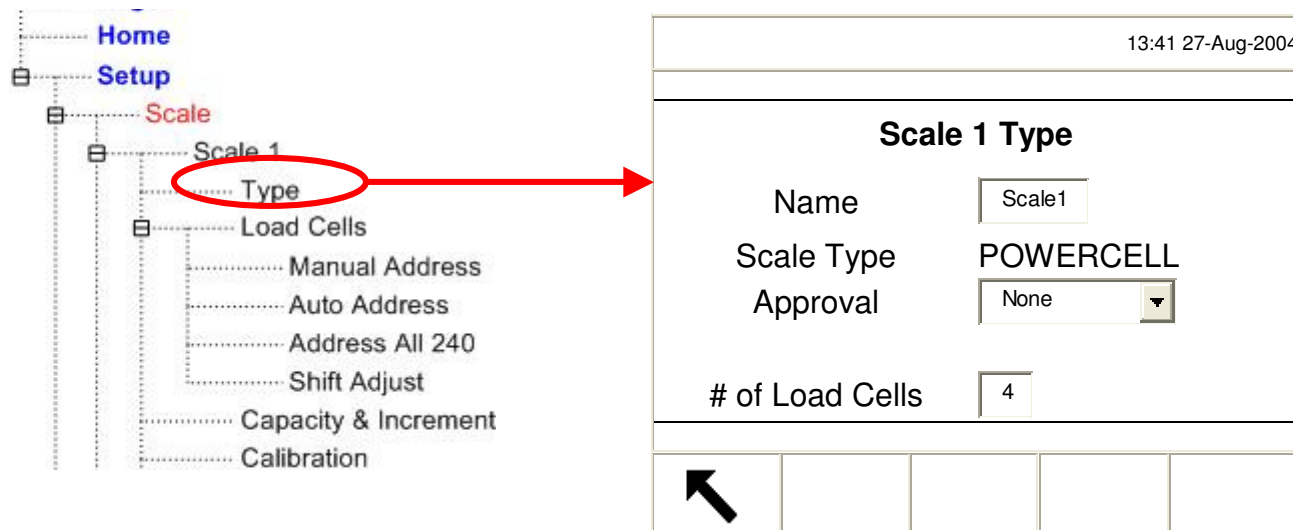 Home
Setup
Scale
Scale 1
Type
Load Cells
Manual Address
Auto Address
Address All 240
Shift Adjust
Capacity & Increment
Calibration
13:41 27-Aug-2004
Scale 1 Type
Name Scale1
Scale Type POWERCELL
Approval None
# of Load Cells 4